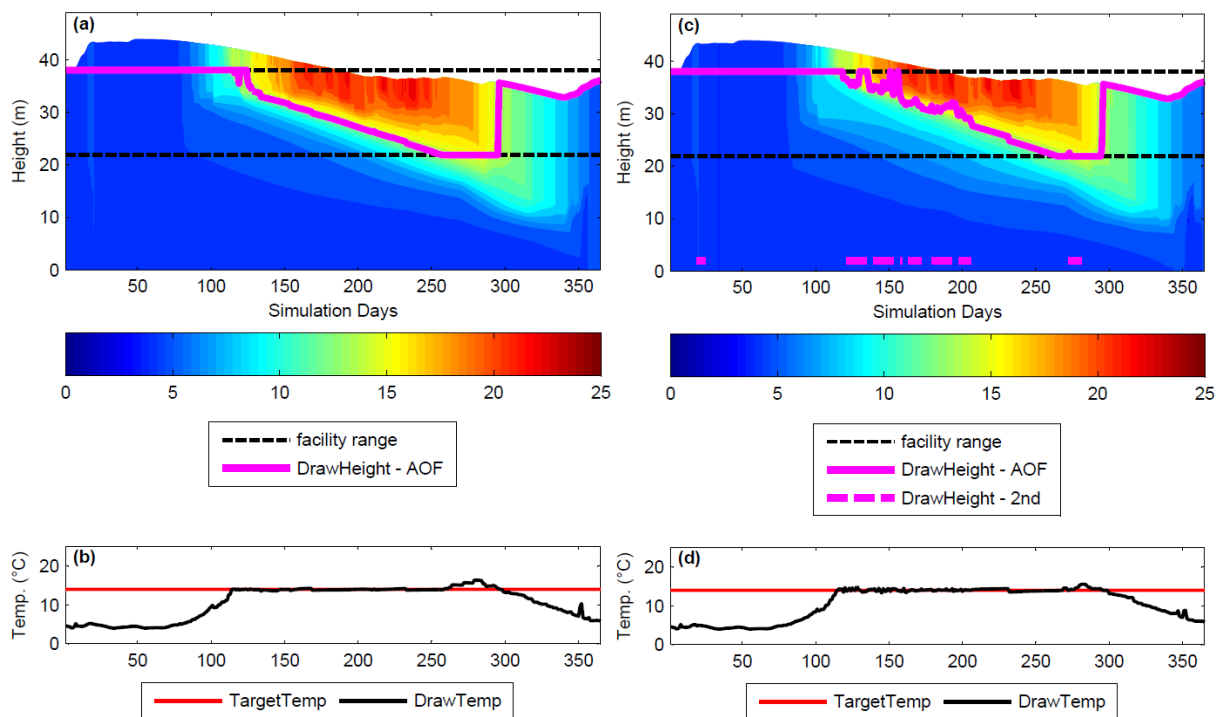 (a)
Height (m)
40
30
20
10
0
50 100 150 200 250 300 350
Simulation Days
0 5 10 15 20 25
facility range
DrawHeight - AOF
(b)
Temp. (°C)
20
10
0
50 100 150 200 250 300 350
TargetTemp DrawTemp
(c)
Height (m)
40
30
20
10
0
50 100 150 200 250 300 350
Simulation Days
0 5 10 15 20 25
facility range
DrawHeight - AOF
DrawHeight - 2nd
(d)
Temp. (°C)
20
10
0
50 100 150 200 250 300 350
TargetTemp DrawTemp